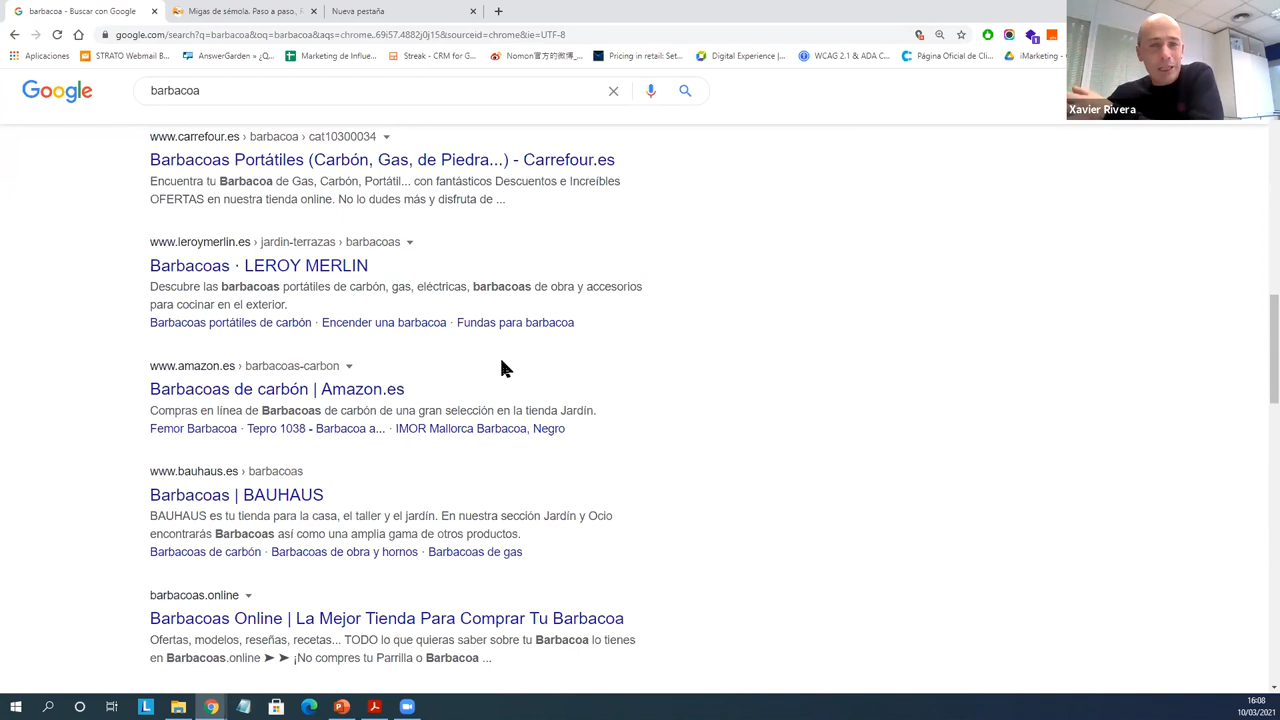 barbacoa - Buscar con Google
Migas de sémola. Paso a paso., F
Nueva pestaña
google.com/search?q=barbacoa&oq=barbacoa&aqs=chrome.69i57.4882j0j15&sourceid=chrome&ie=UTF-8
Aplicaciones
STRATO Webmail B...
AnswerGarden » ¿Q...
Marketing de nuevo...
Streak - CRM for G...
Nomon官方的微博_...
Pricing in retail: Set...
Digital Experience |...
WCAG 2.1 & ADA C...
Página Oficial de Cli...
iMarketing -
Xavier Rivera
Google
barbacoa
www.carrefour.es › barbacoa › cat10300034
Barbacoas Portátiles (Carbón, Gas, de Piedra...) - Carrefour.es
Encuentra tu Barbacoa de Gas, Carbón, Portátil... con fantásticos Descuentos e Increíbles
OFERTAS en nuestra tienda online. No lo dudes más y disfruta de ...
www.leroymerlin.es › jardin-terrazas › barbacoas
Barbacoas · LEROY MERLIN
Descubre las barbacoas portátiles de carbón, gas, eléctricas, barbacoas de obra y accesorios
para cocinar en el exterior.
Barbacoas portátiles de carbón · Encender una barbacoa · Fundas para barbacoa
www.amazon.es › barbacoas-carbon
Barbacoas de carbón | Amazon.es
Compras en línea de Barbacoas de carbón de una gran selección en la tienda Jardín.
Femor Barbacoa · Tepro 1038 - Barbacoa a... · IMOR Mallorca Barbacoa, Negro
www.bauhaus.es › barbacoas
Barbacoas | BAUHAUS
BAUHAUS es tu tienda para la casa, el taller y el jardín. En nuestra sección Jardín y Ocio
encontrarás Barbacoas así como una amplia gama de otros productos.
Barbacoas de carbón · Barbacoas de obra y hornos · Barbacoas de gas
barbacoas.online
Barbacoas Online | La Mejor Tienda Para Comprar Tu Barbacoa
Ofertas, modelos, reseñas, recetas... TODO lo que quieras saber sobre tu Barbacoa lo tienes
en Barbacoas.online ➤ ➤ ¡No compres tu Parrilla o Barbacoa ...
16:08
10/03/2021